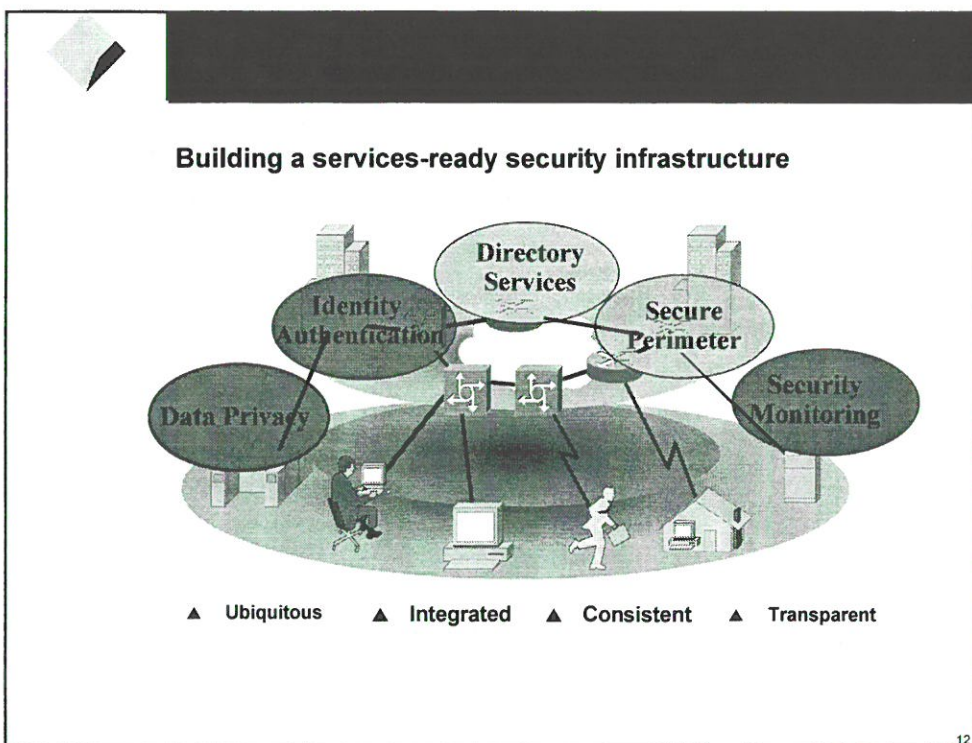 Building a services-ready security infrastructure
Directory
Services
Identity
Authentication
Secure
Perimeter
Data Privacy
Security
Monitoring
▲ Ubiquitous ▲ Integrated ▲ Consistent ▲ Transparent
12